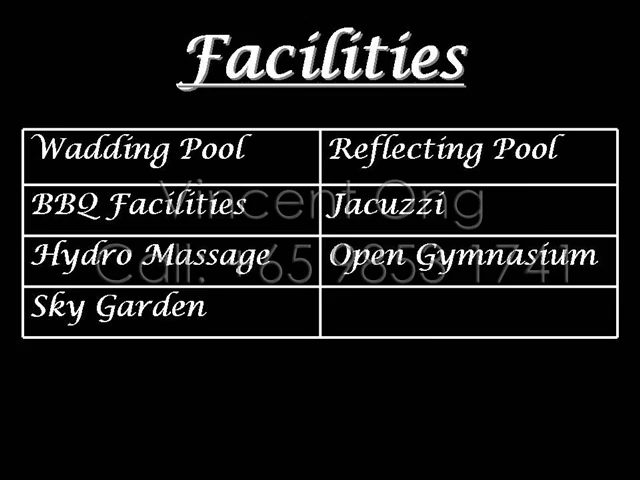 Facilities
Wadding Pool
Reflecting Pool
BBQ Facilities
Jacuzzi
Vincent Ong
Hydro Massage
Open Gymnasium
Call: +65 9853 1741
Sky Garden